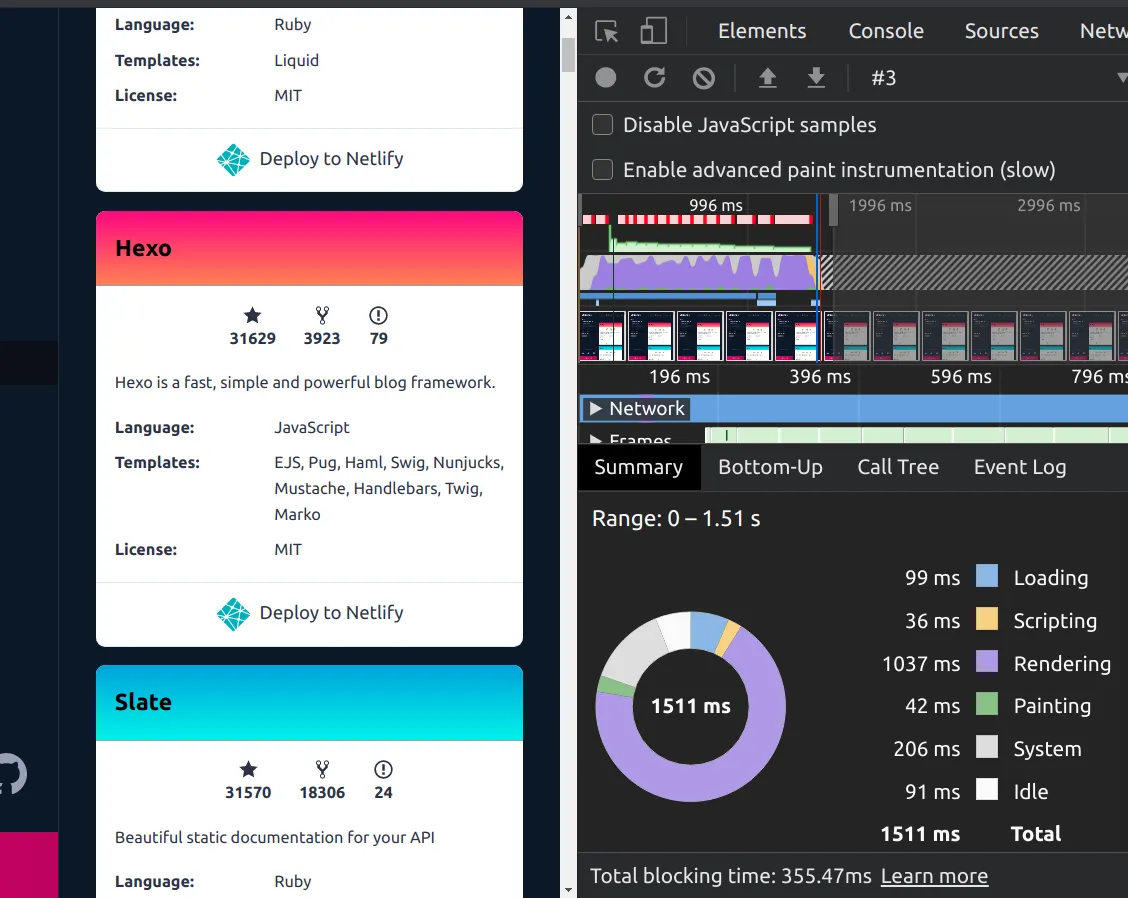 Language: Ruby
Templates: Liquid
License: MIT
Deploy to Netlify
Hexo
31629 3923 79
Hexo is a fast, simple and powerful blog framework.
Language: JavaScript
Templates: EJS, Pug, Haml, Swig, Nunjucks,
Mustache, Handlebars, Twig,
Marko
License: MIT
Deploy to Netlify
Slate
31570 18306 24
Beautiful static documentation for your API
Language: Ruby
Elements Console Sources Netw
#3
Disable JavaScript samples
Enable advanced paint instrumentation (slow)
996 ms 1996 ms 2996 ms
196 ms 396 ms 596 ms 796 ms
Network
Frames
Summary Bottom-Up Call Tree Event Log
Range: 0 – 1.51 s
1511 ms
99 ms Loading
36 ms Scripting
1037 ms Rendering
42 ms Painting
206 ms System
91 ms Idle
1511 ms Total
Total blocking time: 355.47ms Learn more